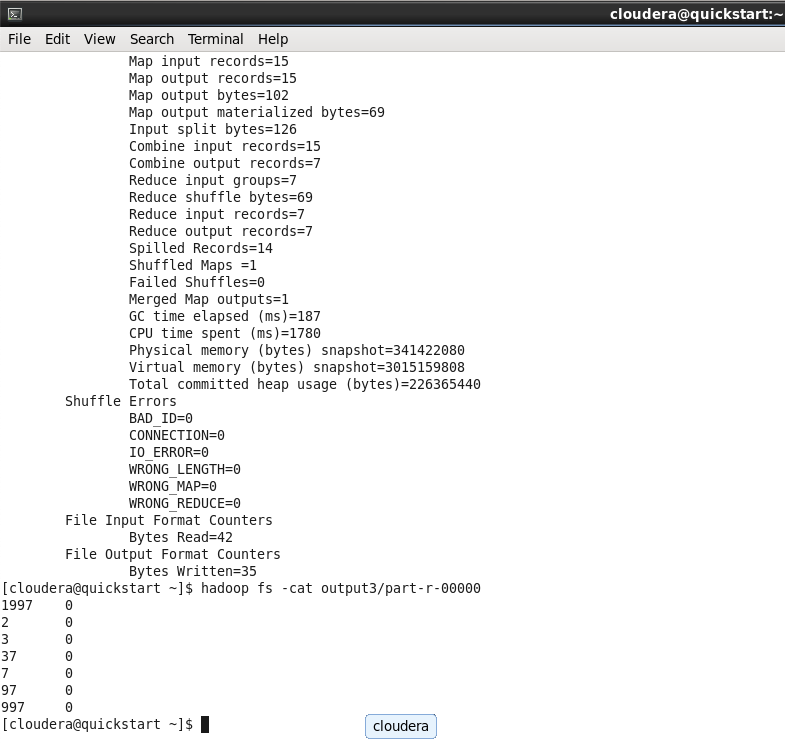 cloudera@quickstart:~
File Edit View Search Terminal Help
Map input records=15
Map output records=15
Map output bytes=102
Map output materialized bytes=69
Input split bytes=126
Combine input records=15
Combine output records=7
Reduce input groups=7
Reduce shuffle bytes=69
Reduce input records=7
Reduce output records=7
Spilled Records=14
Shuffled Maps =1
Failed Shuffles=0
Merged Map outputs=1
GC time elapsed (ms)=187
CPU time spent (ms)=1780
Physical memory (bytes) snapshot=341422080
Virtual memory (bytes) snapshot=3015159808
Total committed heap usage (bytes)=226365440
Shuffle Errors
BAD_ID=0
CONNECTION=0
IO_ERROR=0
WRONG_LENGTH=0
WRONG_MAP=0
WRONG_REDUCE=0
File Input Format Counters
Bytes Read=42
File Output Format Counters
Bytes Written=35
[cloudera@quickstart ~]$ hadoop fs -cat output3/part-r-00000
1997 0
2 0
3 0
37 0
7 0
97 0
997 0
[cloudera@quickstart ~]$
cloudera